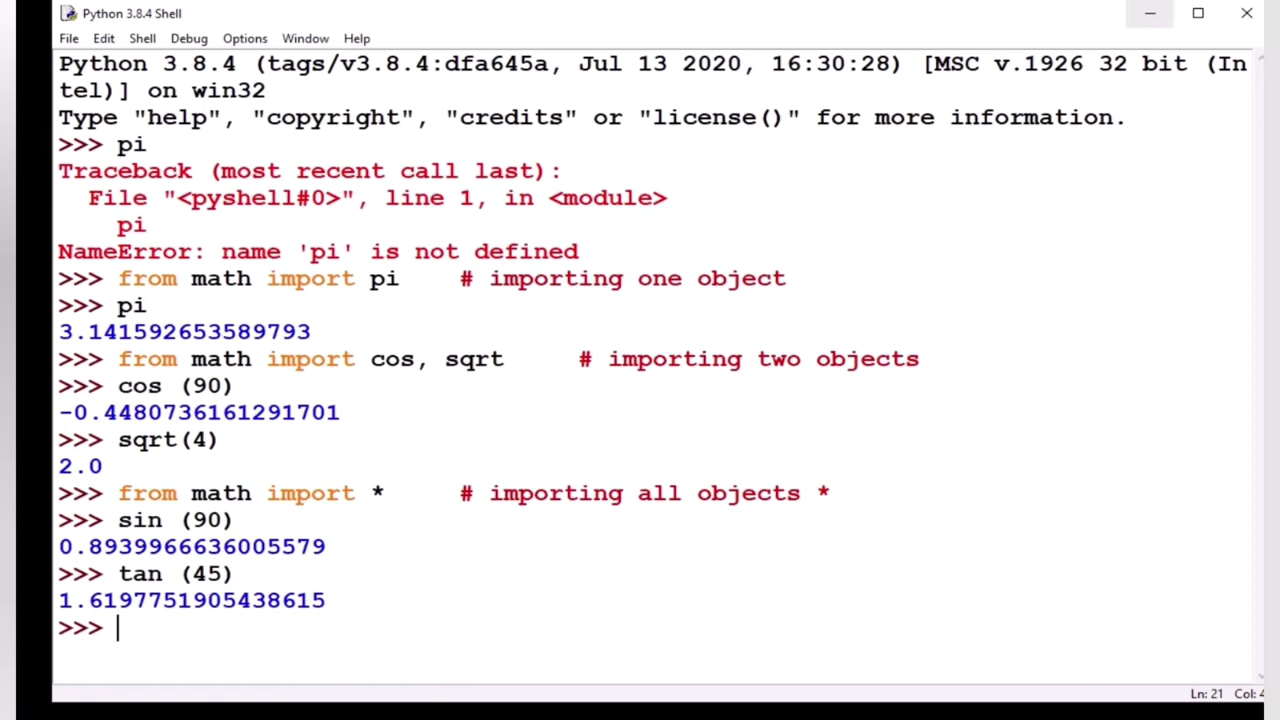 Python 3.8.4 Shell
File Edit Shell Debug Options Window Help
Python 3.8.4 (tags/v3.8.4:dfa645a, Jul 13 2020, 16:30:28) [MSC v.1926 32 bit (In
tel)] on win32
Type "help", "copyright", "credits" or "license()" for more information.
>>> pi
Traceback (most recent call last):
  File "<pyshell#0>", line 1, in <module>
    pi
NameError: name 'pi' is not defined
>>> from math import pi    # importing one object
>>> pi
3.141592653589793
>>> from math import cos, sqrt     # importing two objects
>>> cos (90)
-0.4480736161291701
>>> sqrt(4)
2.0
>>> from math import *     # importing all objects *
>>> sin (90)
0.8939966636005579
>>> tan (45)
1.6197751905438615
>>>
Ln: 21 Col: 4